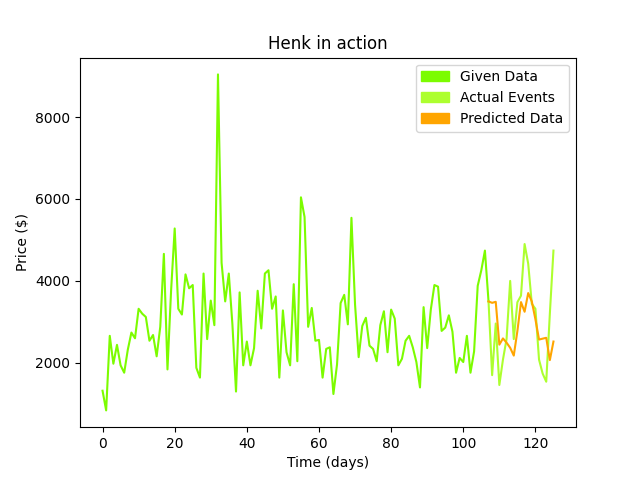 Henk in action
Given Data
Actual Events
Predicted Data
Price ($)
8000
6000
4000
2000
0 20 40 60 80 100 120
Time (days)